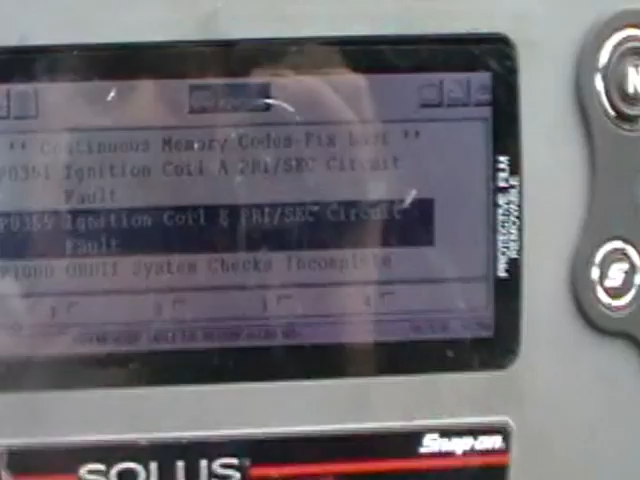 ** Continuous Memory Codes-Fix Last **
P0351 Ignition Coil A PRI/SEC Circuit
Fault
P0355 Ignition Coil E PRI/SEC Circuit
Fault
P1000 OBDII System Checks Incomplete
PROTECTIVE FILM
REMOVABLE
N
S
Snap-on
SOLUS